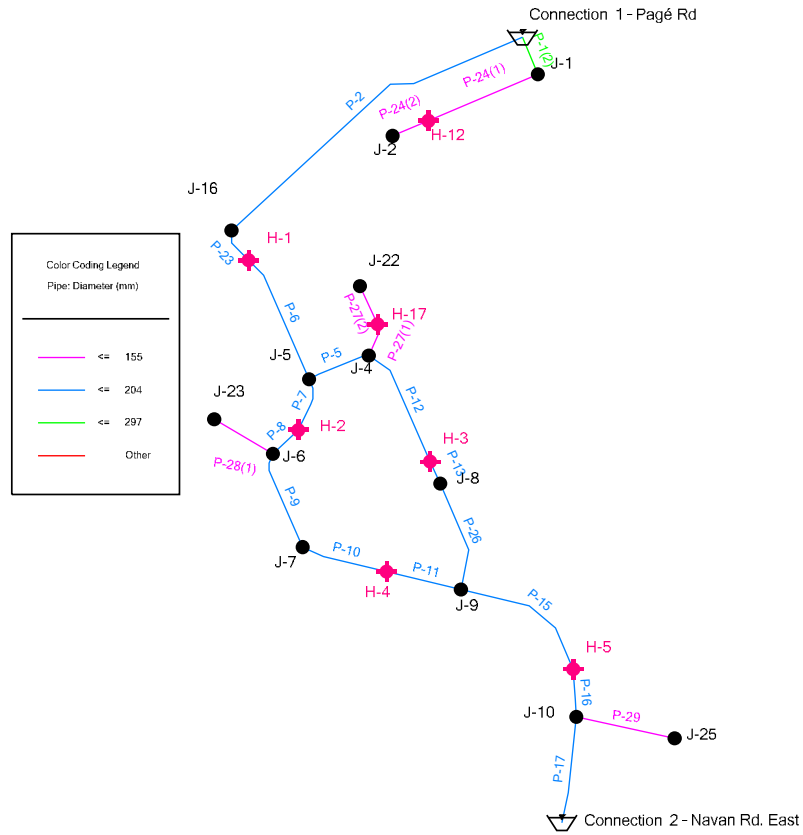 Connection 1 - Pagé Rd
P-1(2)
J-1
P-24(1)
P-2
P-24(2)
H-12
J-2
J-16
H-1
P-23
J-22
Color Coding Legend
Pipe: Diameter (mm)
<= 155
<= 204
<= 297
Other
P-27(2)
H-17
P-27(1)
P-6
J-5
P-5
J-4
J-23
P-7
P-12
H-2
P-8
H-3
J-6
P-28(1)
P-13
J-8
P-9
P-26
J-7
P-10
P-11
H-4
J-9
P-15
H-5
P-16
J-10
P-29
J-25
P-17
Connection 2 - Navan Rd. East